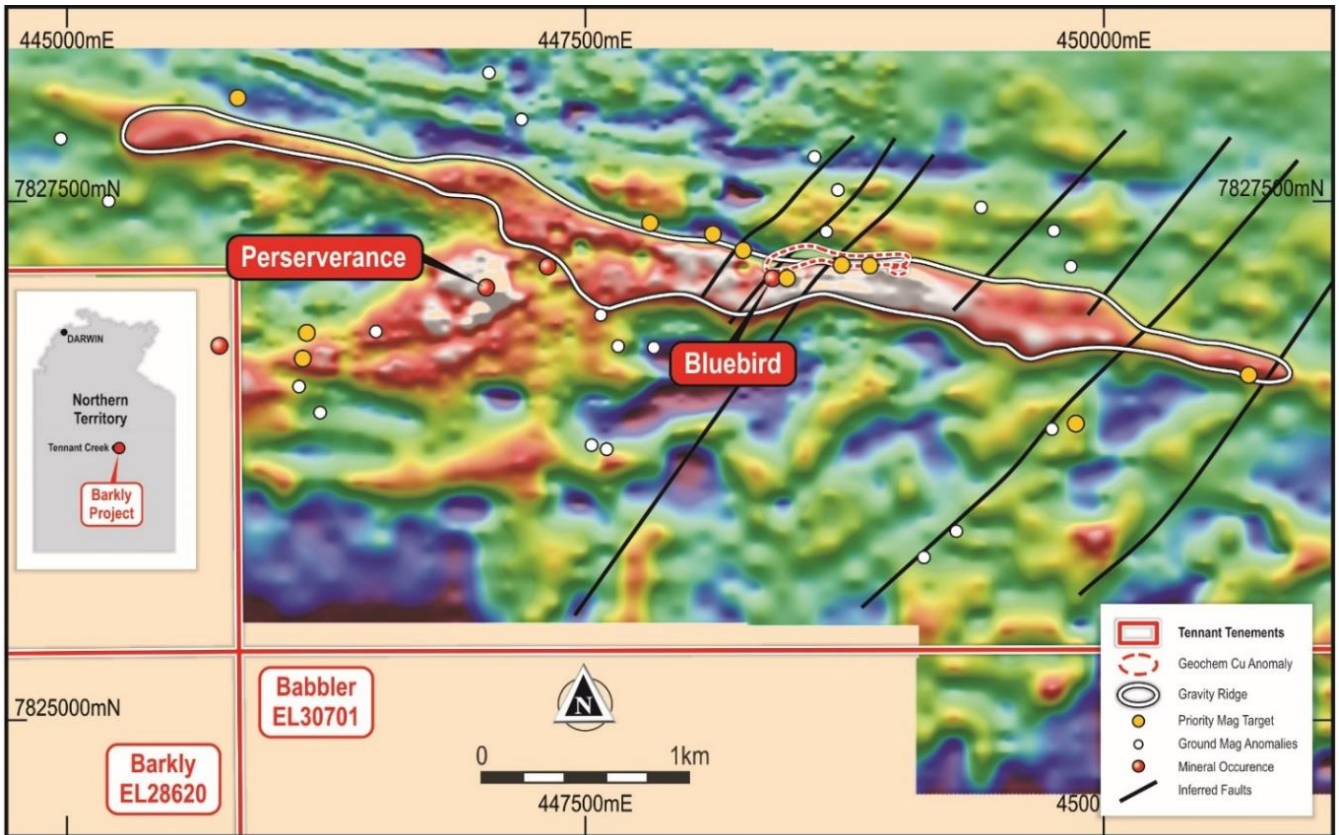 445000mE
447500mE
450000mE
7827500mN
7827500mN
Perserverance
Bluebird
DARWIN
Northern
Territory
Tennant Creek
Barkly
Project
7825000mN
Babbler
EL30701
Barkly
EL28620
N
0
1km
447500mE
4500
Tennant Tenements
Geochem Cu Anomaly
Gravity Ridge
Priority Mag Target
Ground Mag Anomalies
Mineral Occurence
Inferred Faults